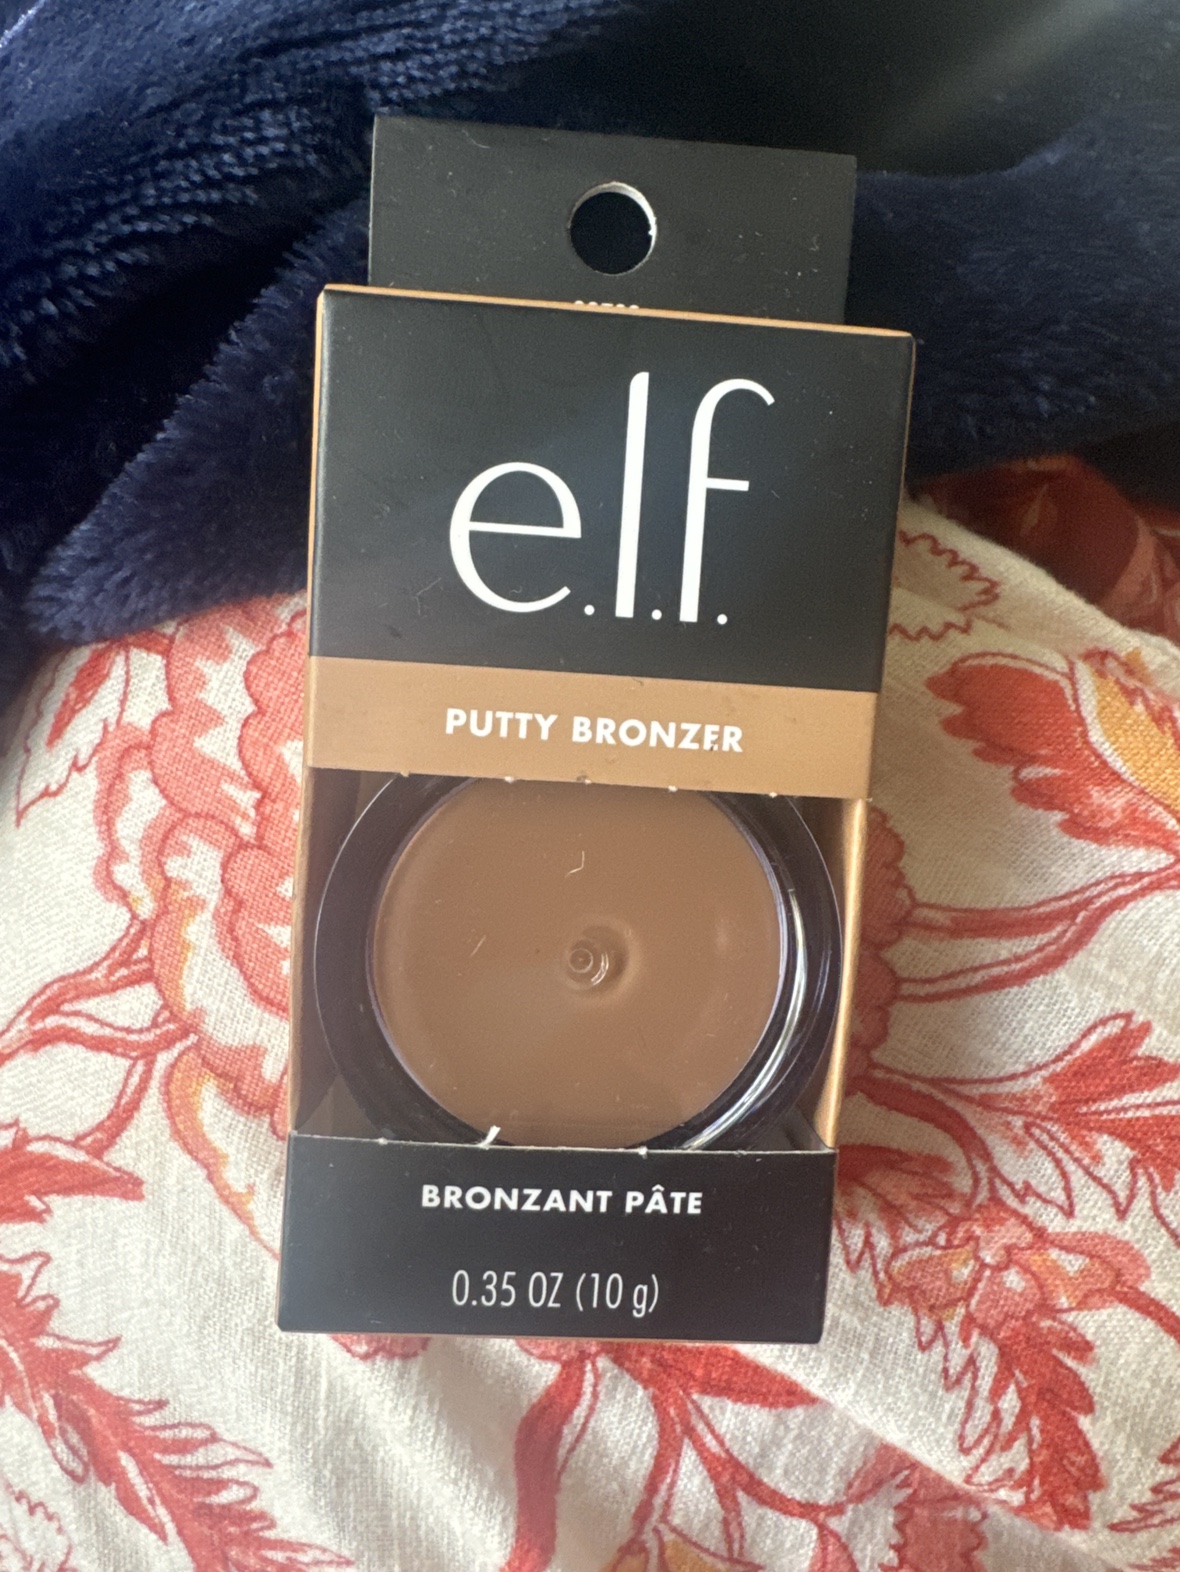 e.l.f.
PUTTY BRONZER
BRONZANT PÂTE
0.35 OZ (10 g)